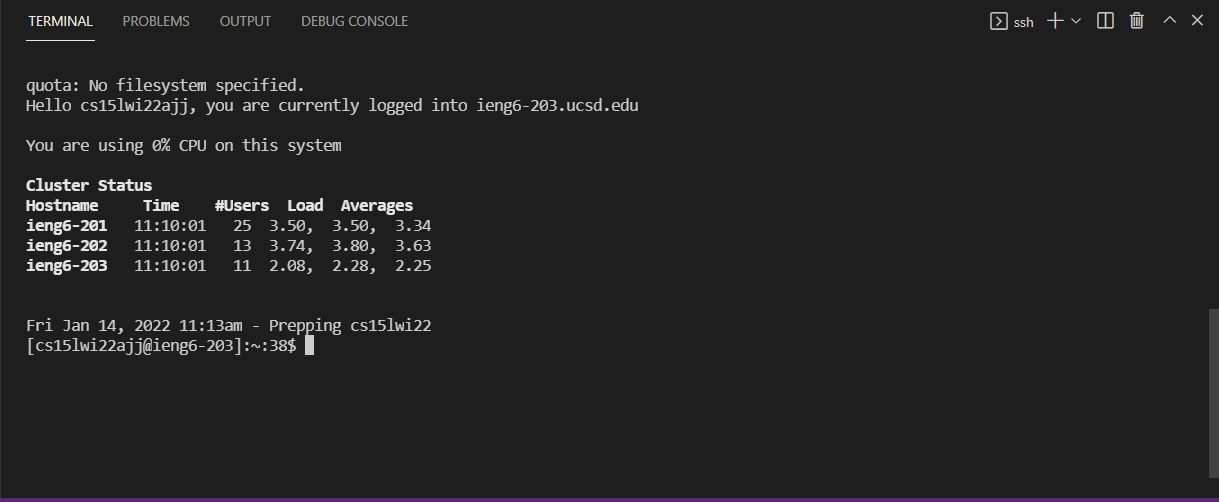 TERMINAL PROBLEMS OUTPUT DEBUG CONSOLE ssh
quota: No filesystem specified.
Hello cs15lwi22ajj, you are currently logged into ieng6-203.ucsd.edu
You are using 0% CPU on this system
Cluster Status
Hostname Time #Users Load Averages
ieng6-201 11:10:01 25 3.50, 3.50, 3.34
ieng6-202 11:10:01 13 3.74, 3.80, 3.63
ieng6-203 11:10:01 11 2.08, 2.28, 2.25
Fri Jan 14, 2022 11:13am - Prepping cs15lwi22
[cs15lwi22ajj@ieng6-203]:~:38$